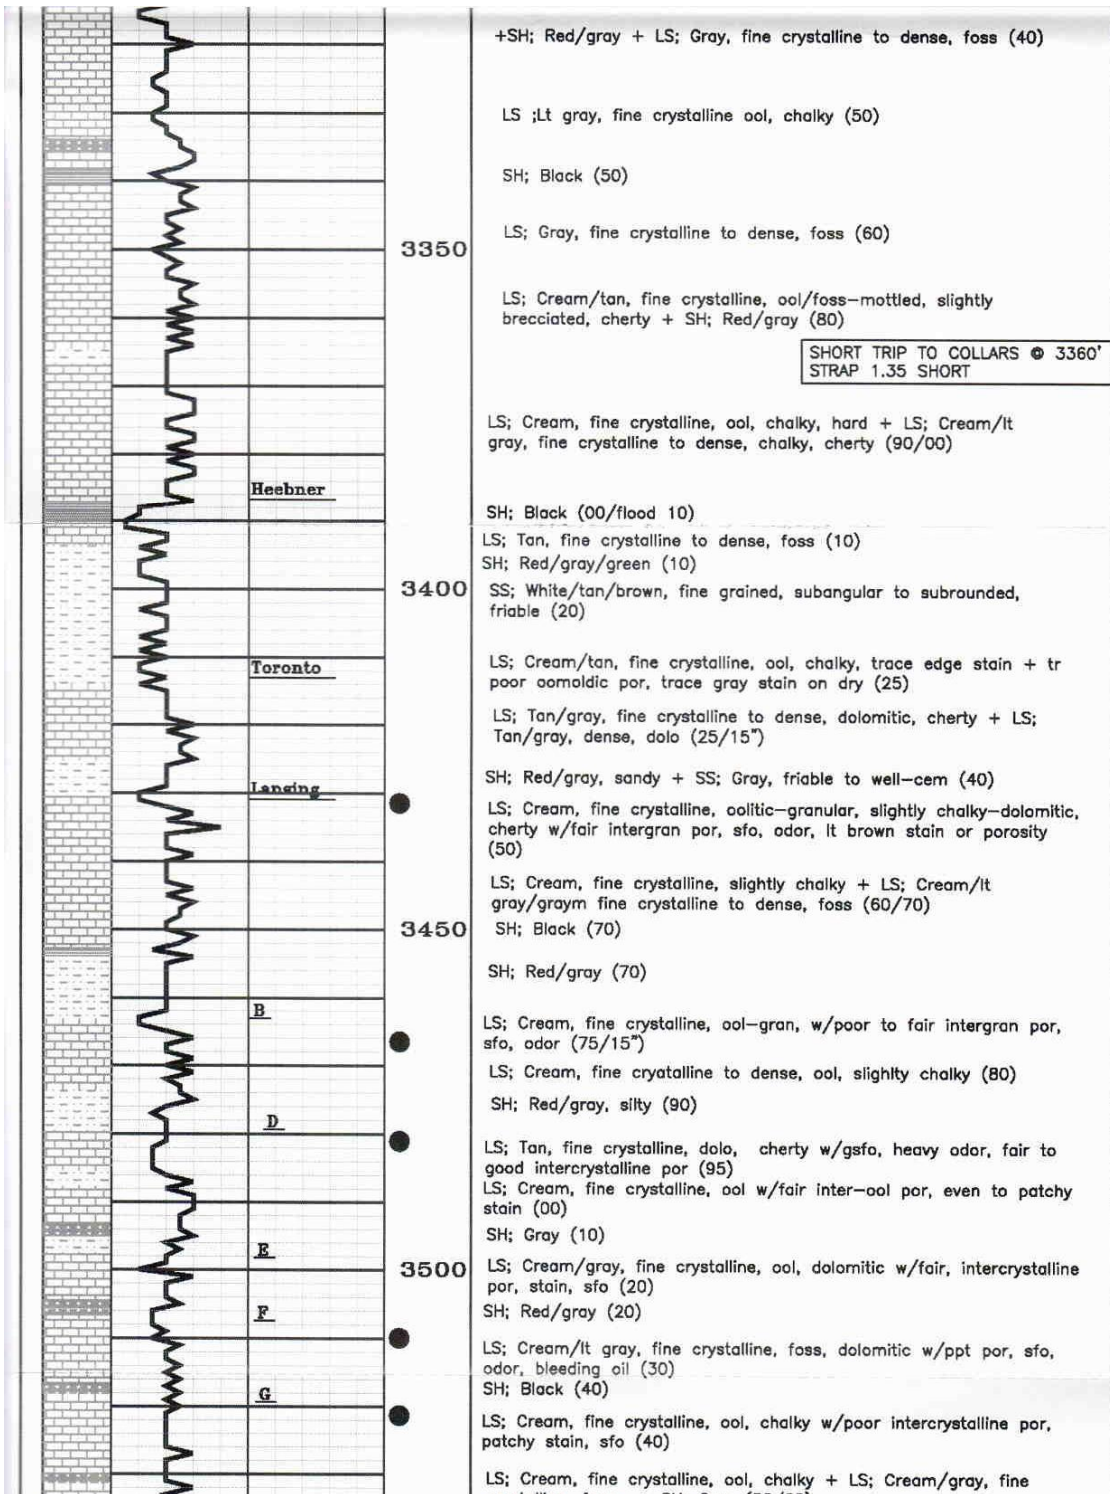 +SH; Red/gray + LS; Gray, fine crystalline to dense, foss (40)
LS ;Lt gray, fine crystalline ool, chalky (50)
SH; Black (50)
LS; Gray, fine crystalline to dense, foss (60)
3350
LS; Cream/tan, fine crystalline, ool/foss-mottled, slightly
brecciated, cherty + SH; Red/gray (80)
SHORT TRIP TO COLLARS @ 3360'
STRAP 1.35 SHORT
LS; Cream, fine crystalline, ool, chalky, hard + LS; Cream/lt
gray, fine crystalline to dense, chalky, cherty (90/00)
Heebner
SH; Black (00/flood 10)
LS; Tan, fine crystalline to dense, foss (10)
SH; Red/gray/green (10)
3400
SS; White/tan/brown, fine grained, subangular to subrounded,
friable (20)
Toronto
LS; Cream/tan, fine crystalline, ool, chalky, trace edge stain + tr
poor oomoldic por, trace gray stain on dry (25)
LS; Tan/gray, fine crystalline to dense, dolomitic, cherty + LS;
Tan/gray, dense, dolo (25/15")
SH; Red/gray, sandy + SS; Gray, friable to well-cem (40)
Lansing
LS; Cream, fine crystalline, oolitic-granular, slightly chalky-dolomitic,
cherty w/fair intergran por, sfo, odor, lt brown stain or porosity
(50)
LS; Cream, fine crystalline, slightly chalky + LS; Cream/lt
gray/graym fine crystalline to dense, foss (60/70)
3450
SH; Black (70)
SH; Red/gray (70)
B
LS; Cream, fine crystalline, ool-gran, w/poor to fair intergran por,
sfo, odor (75/15")
LS; Cream, fine cryatalline to dense, ool, slighlty chalky (80)
SH; Red/gray, silty (90)
D
LS; Tan, fine crystalline, dolo, cherty w/gsfo, heavy odor, fair to
good intercrystalline por (95)
LS; Cream, fine crystalline, ool w/fair inter-ool por, even to patchy
stain (00)
SH; Gray (10)
E
3500
LS; Cream/gray, fine crystalline, ool, dolomitic w/fair, intercrystalline
por, stain, sfo (20)
F
SH; Red/gray (20)
LS; Cream/lt gray, fine crystalline, foss, dolomitic w/ppt por, sfo,
odor, bleeding oil (30)
G
SH; Black (40)
LS; Cream, fine crystalline, ool, chalky w/poor intercrystalline por,
patchy stain, sfo (40)
LS; Cream, fine crystalline, ool, chalky + LS; Cream/gray, fine